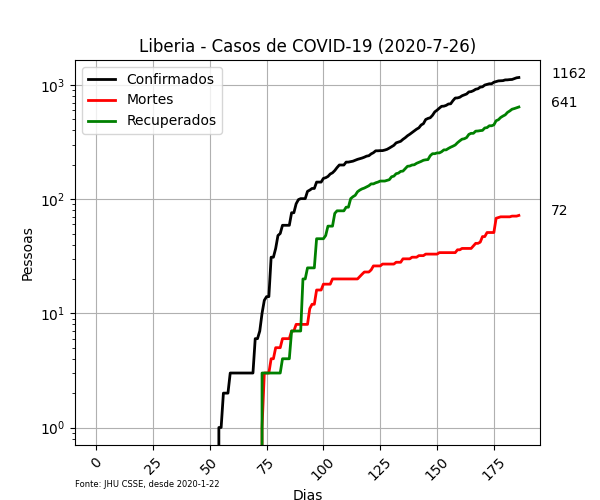 Liberia - Casos de COVID-19 (2020-7-26)
Confirmados
Mortes
Recuperados
1162
641
72
10³
10²
10¹
10⁰
Pessoas
0
25
50
75
100
125
150
175
Fonte: JHU CSSE, desde 2020-1-22
Dias